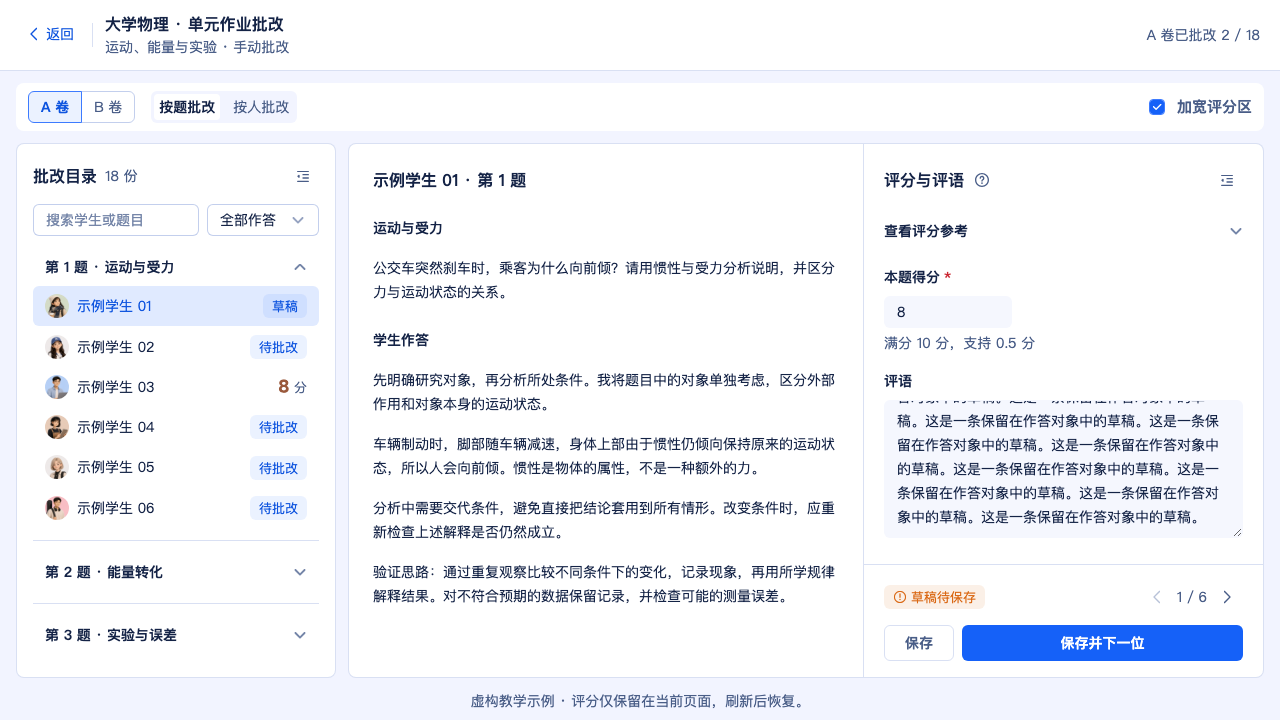 返回
大学物理 · 单元作业批改
运动、能量与实验 · 手动批改
A 卷已批改 2 / 18
A 卷
B 卷
按题批改
按人批改
加宽评分区
批改目录 18 份
搜索学生或题目
全部作答
第 1 题 · 运动与受力
示例学生 01
草稿
示例学生 02
待批改
示例学生 03
8 分
示例学生 04
待批改
示例学生 05
待批改
示例学生 06
待批改
第 2 题 · 能量转化
第 3 题 · 实验与误差
示例学生 01 · 第 1 题
运动与受力
公交车突然刹车时，乘客为什么向前倾？请用惯性与受力分析说明，并区分
力与运动状态的关系。
学生作答
先明确研究对象，再分析所处条件。我将题目中的对象单独考虑，区分外部
作用和对象本身的运动状态。
车辆制动时，脚部随车辆减速，身体上部由于惯性仍倾向保持原来的运动状
态，所以人会向前倾。惯性是物体的属性，不是一种额外的力。
分析中需要交代条件，避免直接把结论套用到所有情形。改变条件时，应重
新检查上述解释是否仍然成立。
验证思路：通过重复观察比较不同条件下的变化，记录现象，再用所学规律
解释结果。对不符合预期的数据保留记录，并检查可能的测量误差。
评分与评语
查看评分参考
本题得分 *
8
满分 10 分，支持 0.5 分
评语
答对象中的草稿。这是一条保留在作答对象中的草
稿。这是一条保留在作答对象中的草稿。这是一条保
留在作答对象中的草稿。这是一条保留在作答对象中
的草稿。这是一条保留在作答对象中的草稿。这是一
条保留在作答对象中的草稿。这是一条保留在作答对
象中的草稿。这是一条保留在作答对象中的草稿。
草稿待保存
1 / 6
保存
保存并下一位
虚构教学示例 · 评分仅保留在当前页面，刷新后恢复。